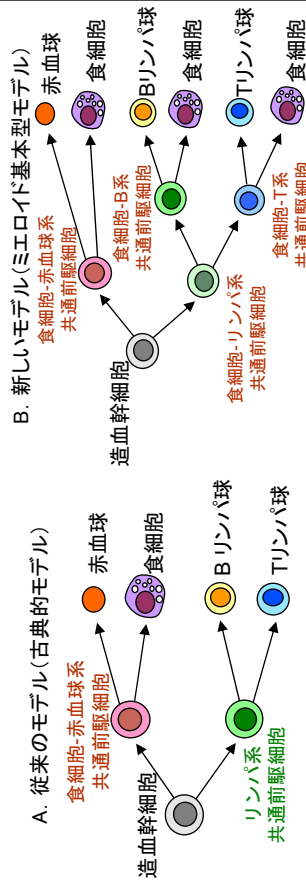 A. 従来のモデル(古典的モデル)
赤血球
食細胞-赤血球系
共通前駆細胞
食細胞
造血幹細胞
B リンパ球
リンパ系
共通前駆細胞
Tリンパ球
B. 新しいモデル(ミエロイド基本型モデル)
赤血球
食細胞-赤血球系
共通前駆細胞
食細胞
造血幹細胞
食細胞-B系
共通前駆細胞
Bリンパ球
食細胞
食細胞-リンパ系
共通前駆細胞
Tリンパ球
食細胞-T系
共通前駆細胞
食細胞